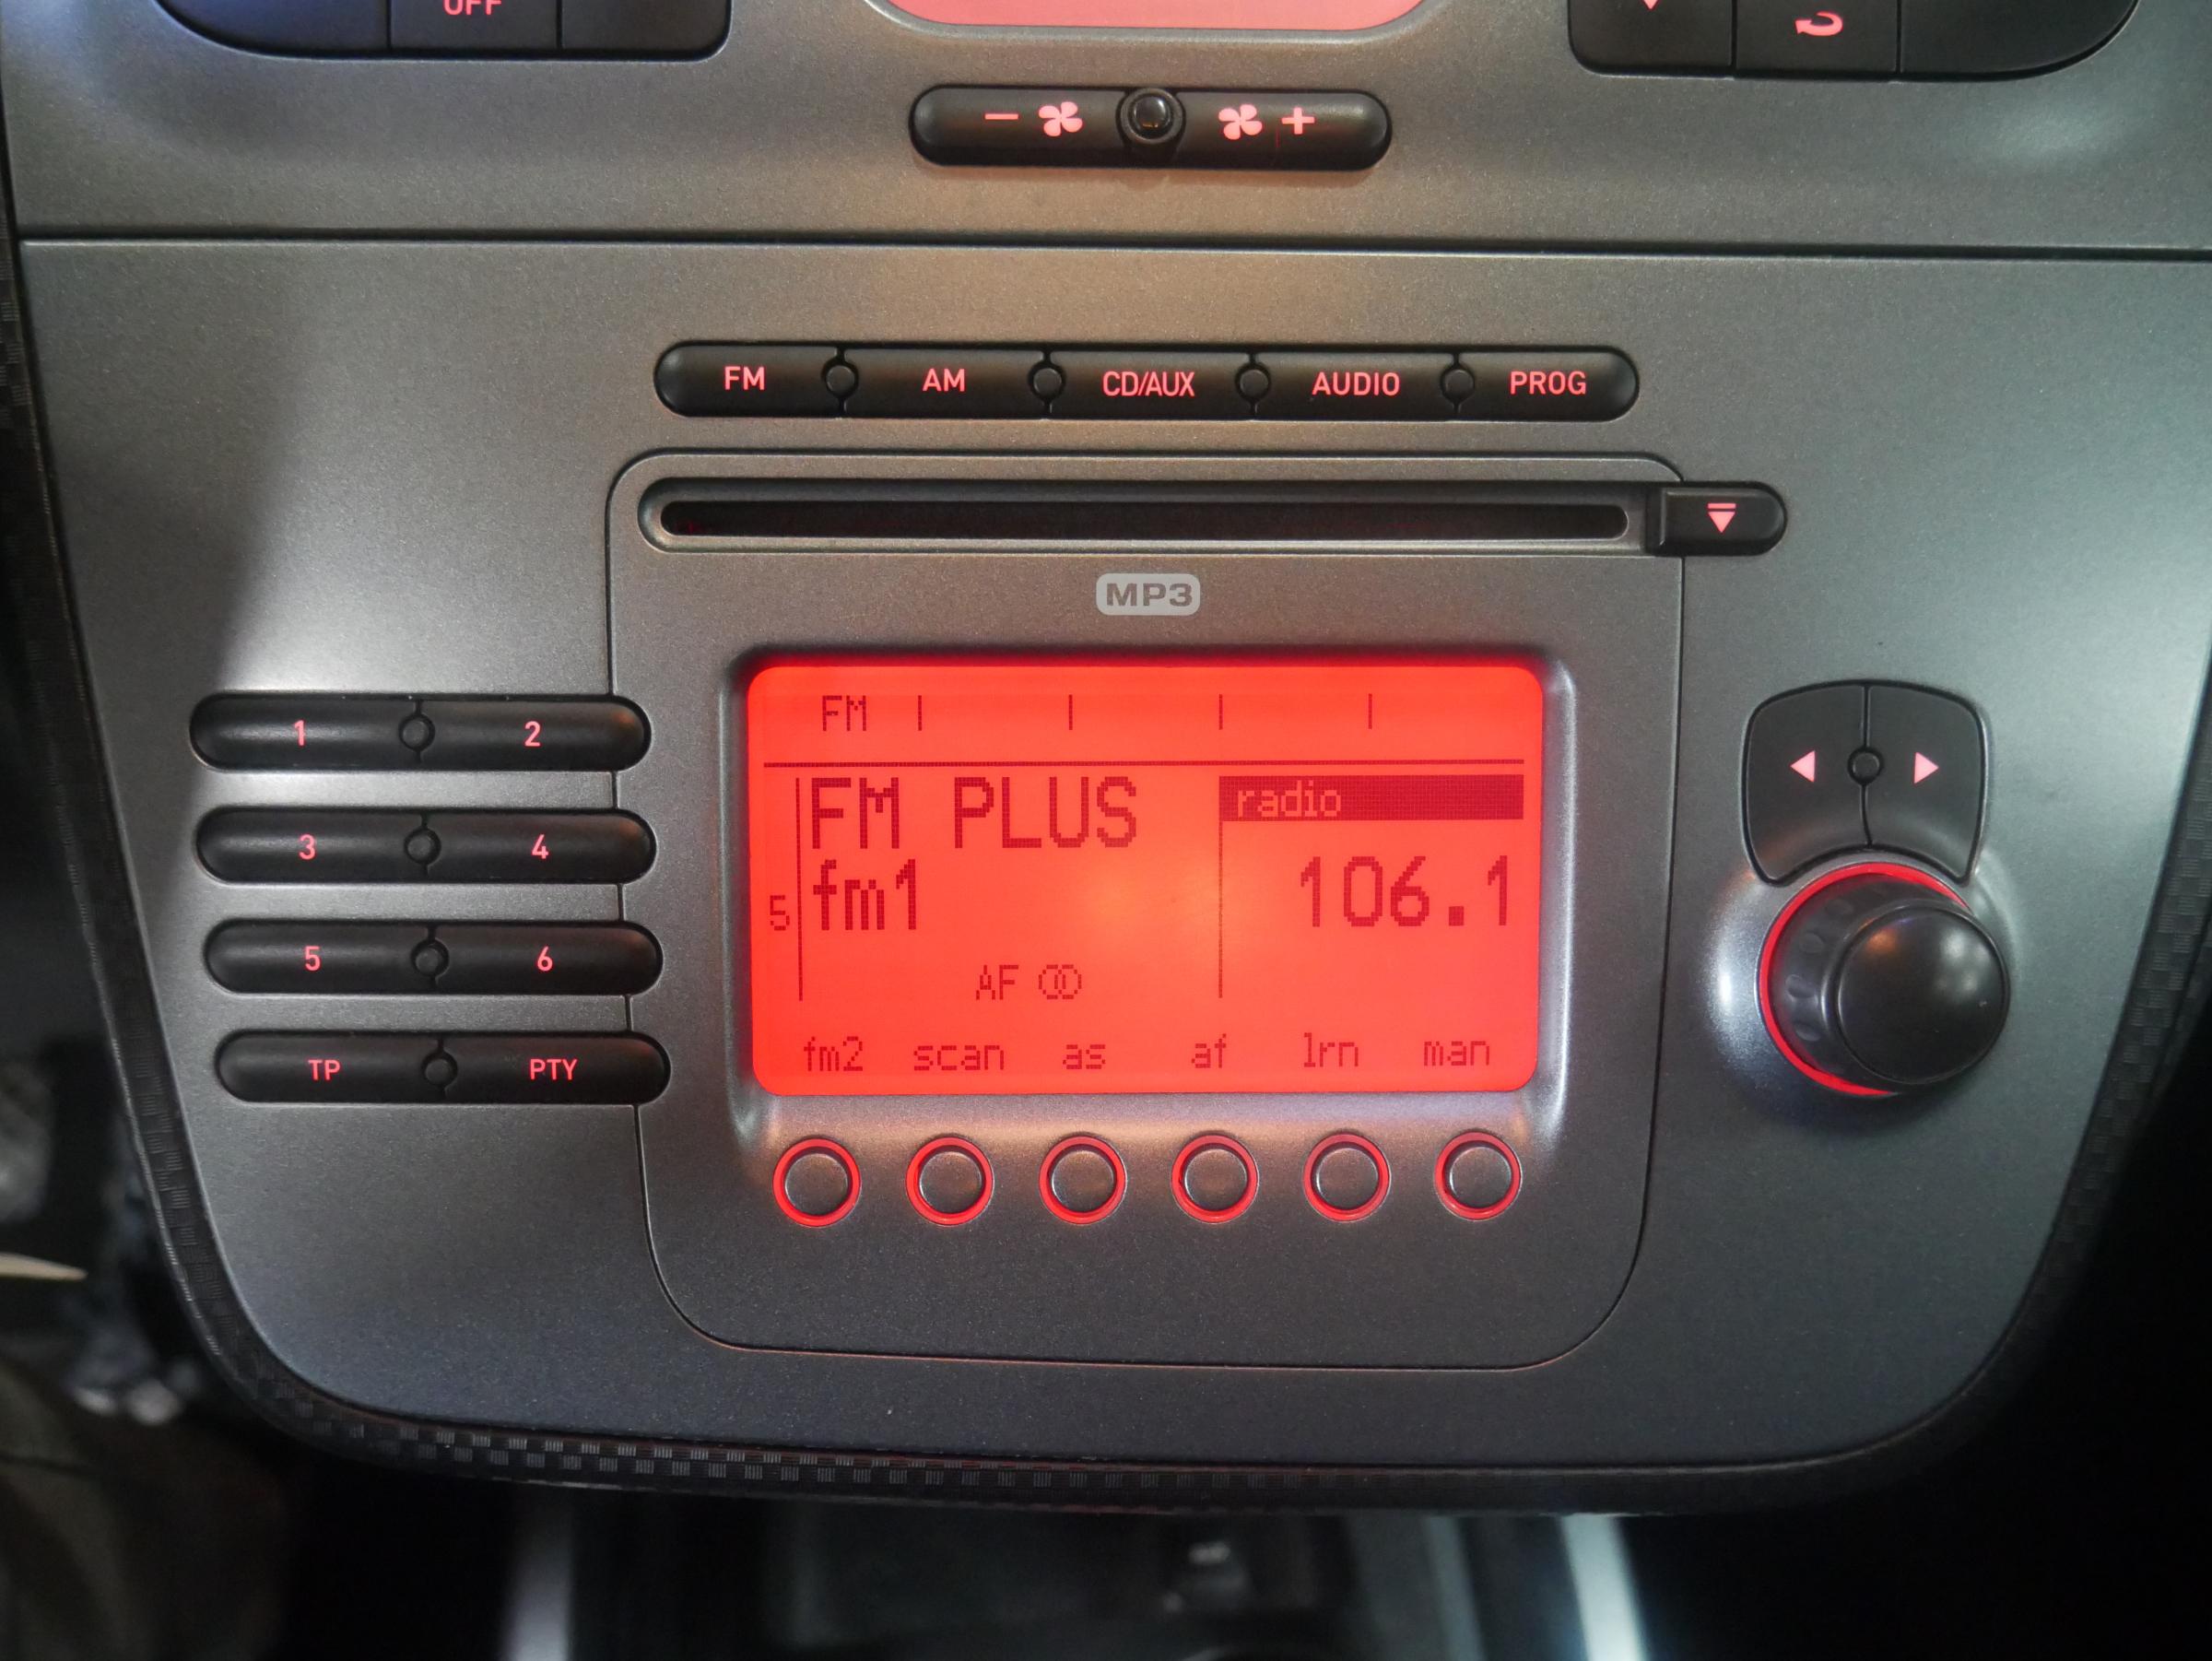 OFF
FM AM CD/AUX AUDIO PROG
MP3
1 2
3 4
5 6
TP PTY
FM
FM PLUS radio
5 fm1 106.1
AF
fm2 scan as af lrn man